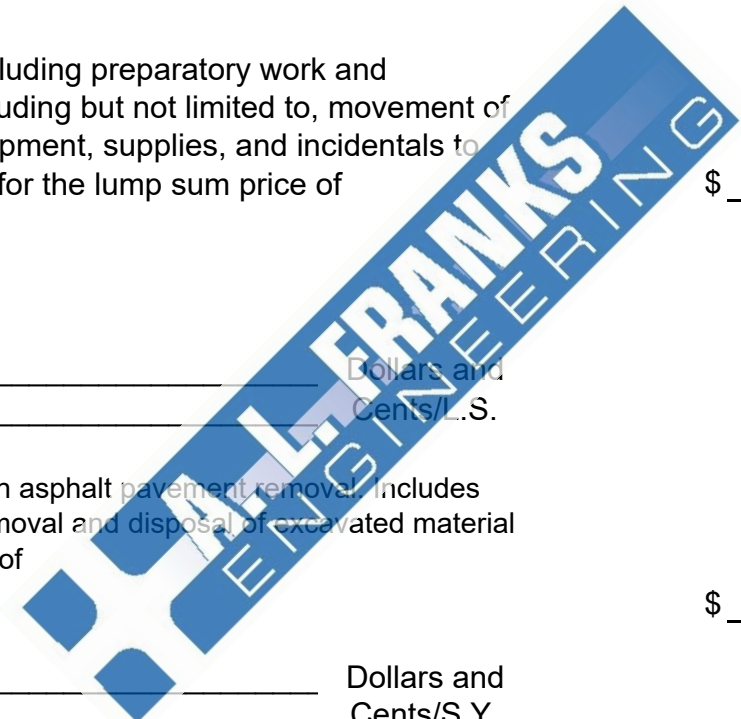 luding preparatory work and
uding but not limited to, movement of
pment, supplies, and incidentals to
for the lump sum price of
$
Dollars and
Cents/L.S.
n asphalt pavement removal. Includes
moval and disposal of excavated material
of
$
Dollars and
Cents/S.Y.
A. L. FRANKS
ENGINEERING